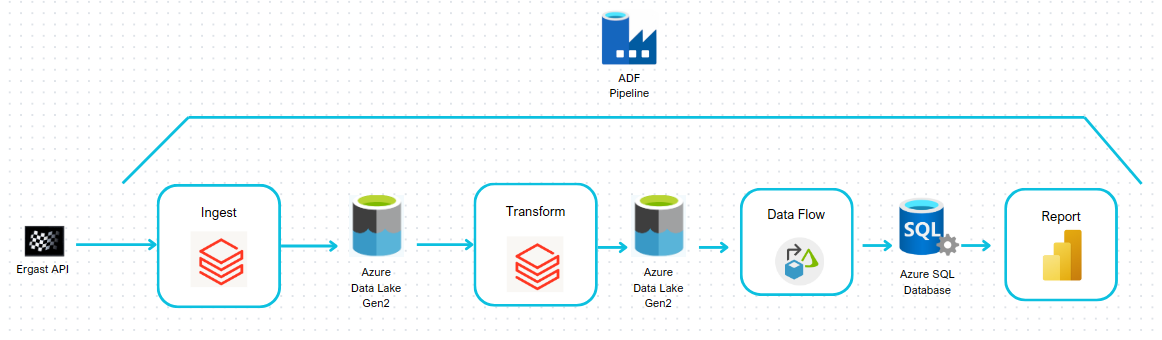 ADF
Pipeline
Ingest
Transform
Data Flow
Report
SQL
Ergast API
Azure
Data Lake
Gen2
Azure
Data Lake
Gen2
Azure SQL
Database